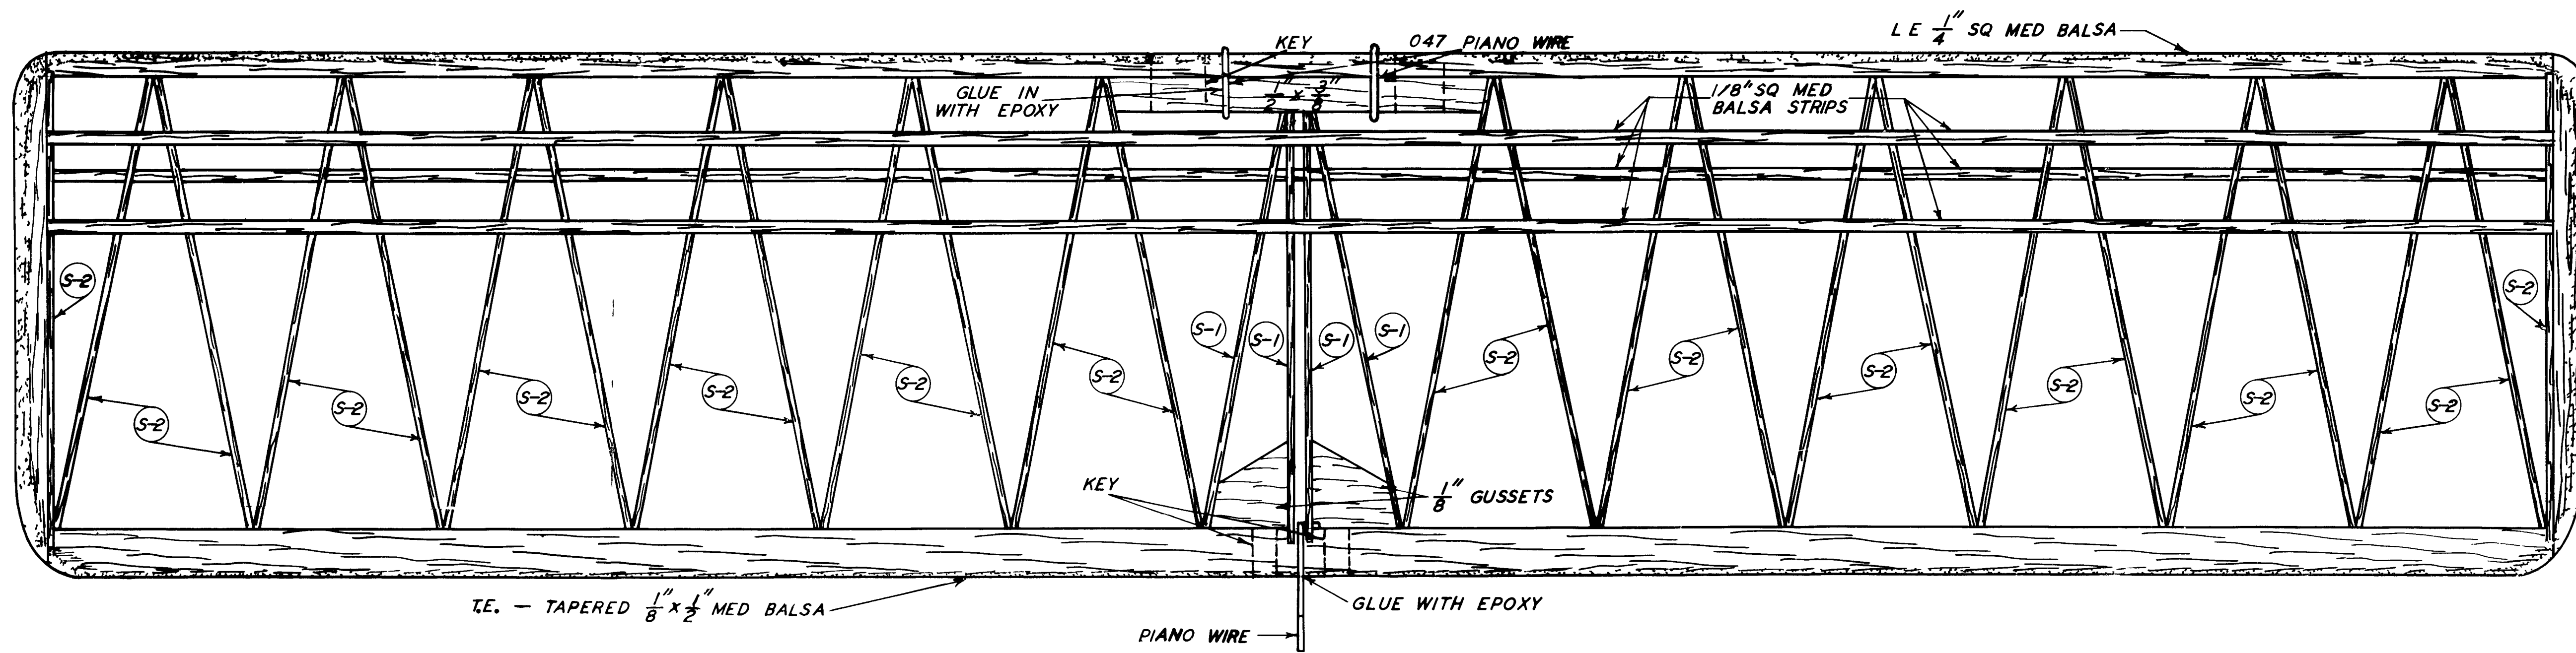 L E 1/4" SQ MED BALSA
KEY
047 PIANO WIRE
GLUE IN
WITH EPOXY
1/2" x 3/8"
1/8" SQ MED
BALSA STRIPS
S-2
S-2
S-1
S-1
S-1
S-1
S-2
S-2
S-2
S-2
S-2
S-2
S-2
S-2
S-2
S-2
S-2
S-2
S-2
S-2
KEY
1/8" GUSSETS
T.E. — TAPERED 1/8" x 1/2" MED BALSA
GLUE WITH EPOXY
PIANO WIRE